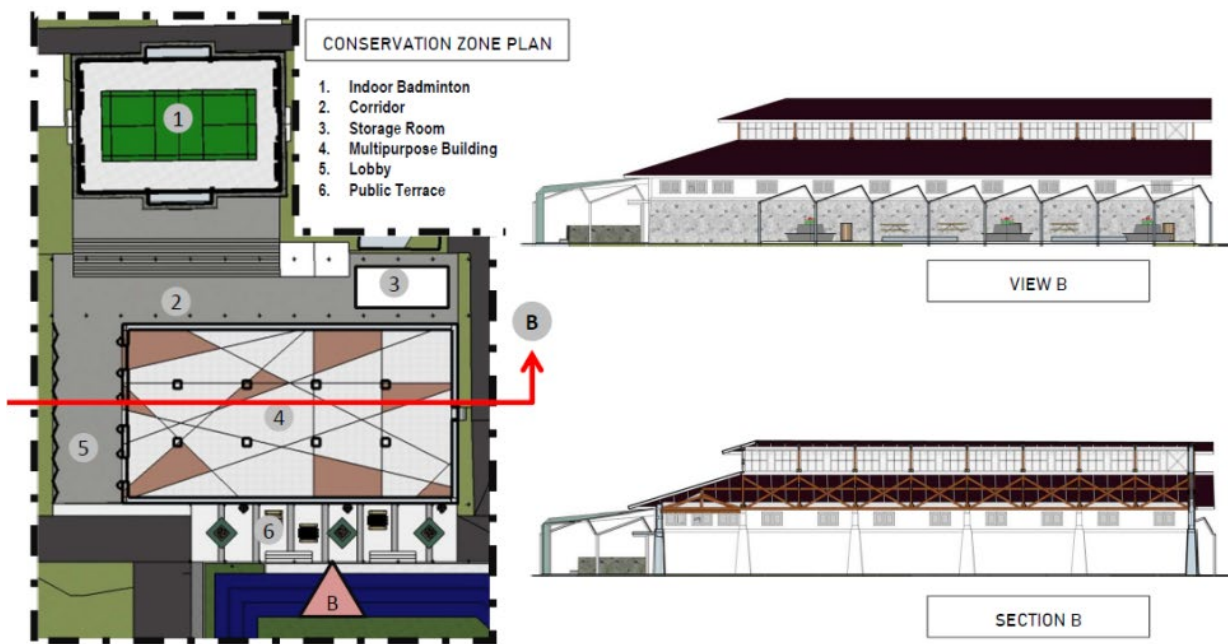 CONSERVATION ZONE PLAN
1. Indoor Badminton
2. Corridor
3. Storage Room
4. Multipurpose Building
5. Lobby
6. Public Terrace
1
2
3
B
4
5
6
B
VIEW B
SECTION B